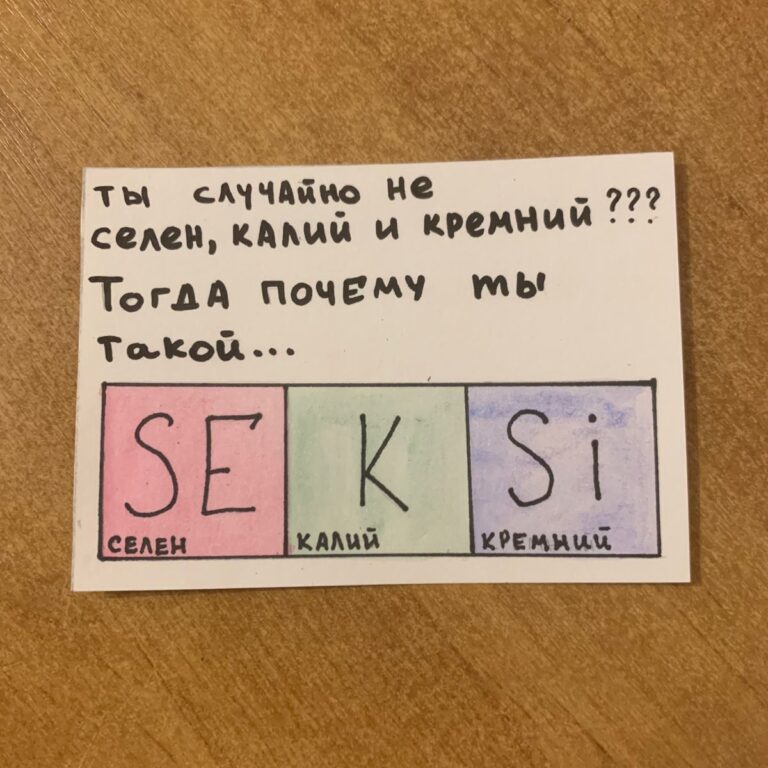 ты случайно не
селен, калий и кремний ???
Тогда почему ты
такой...
SE K Si
селен калий кремний